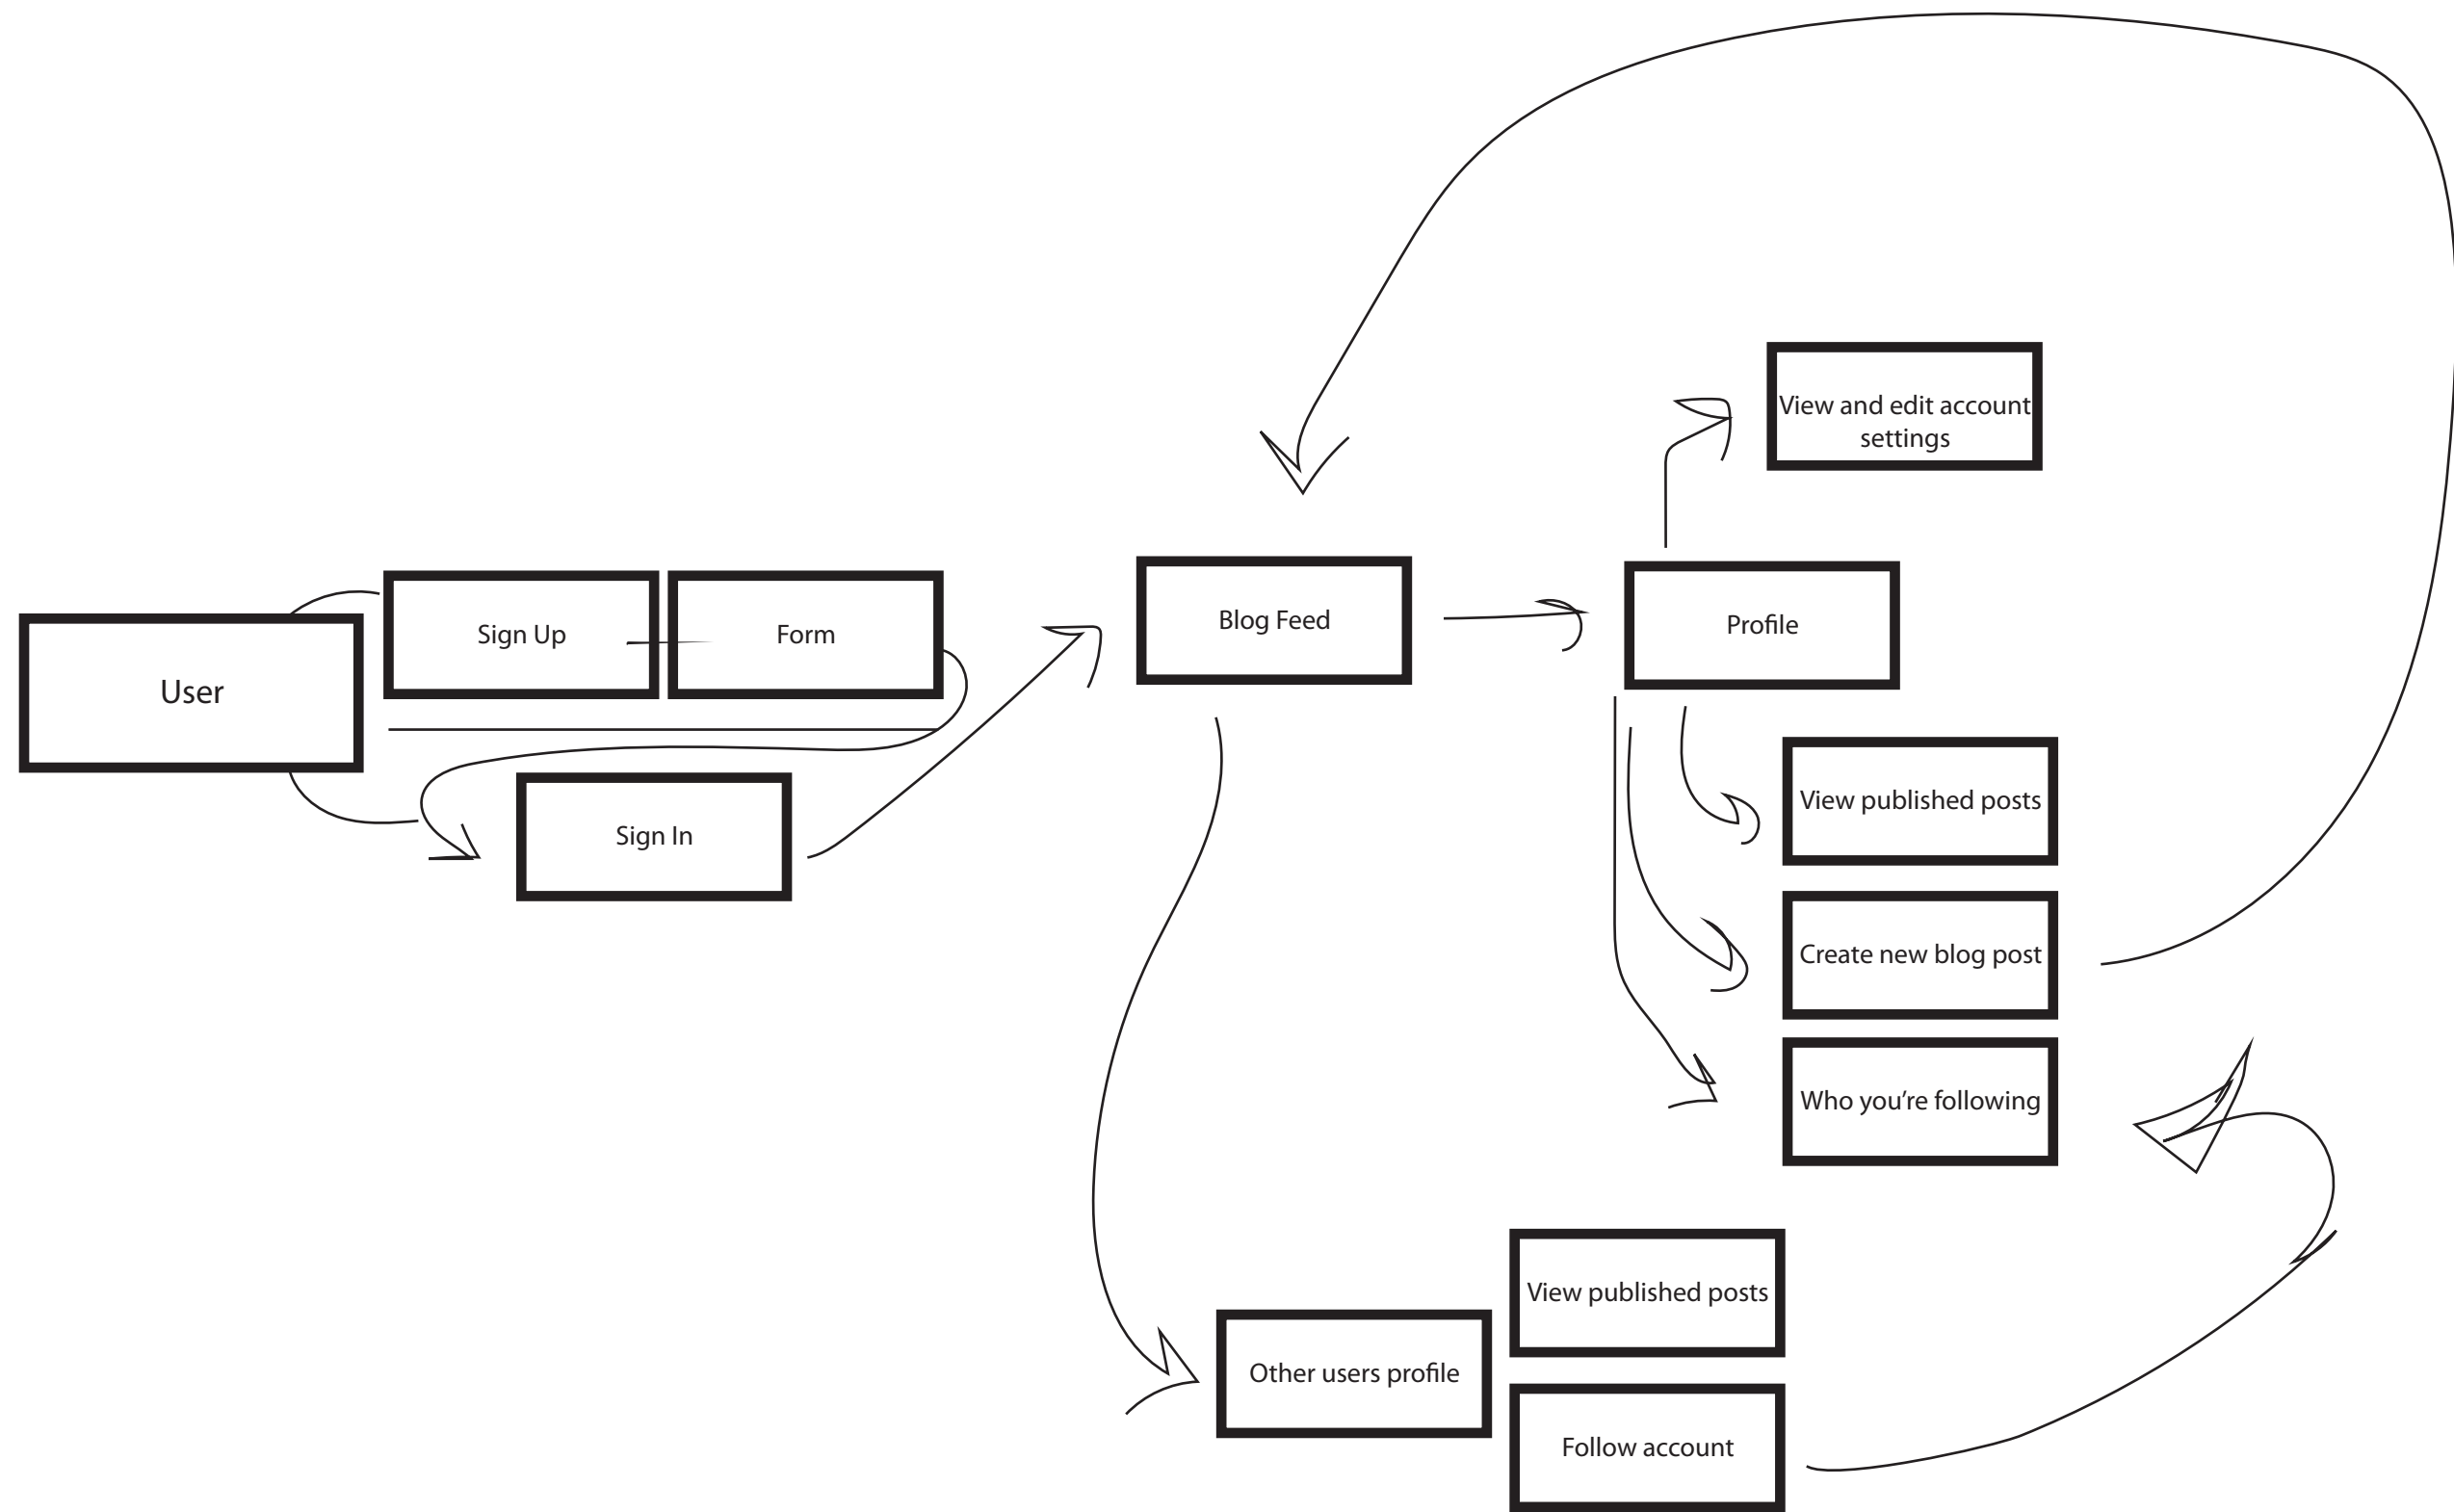 User
Sign Up
Form
Sign In
Blog Feed
Profile
View and edit account
settings
View published posts
Create new blog post
Who you’re following
Other users profile
View published posts
Follow account